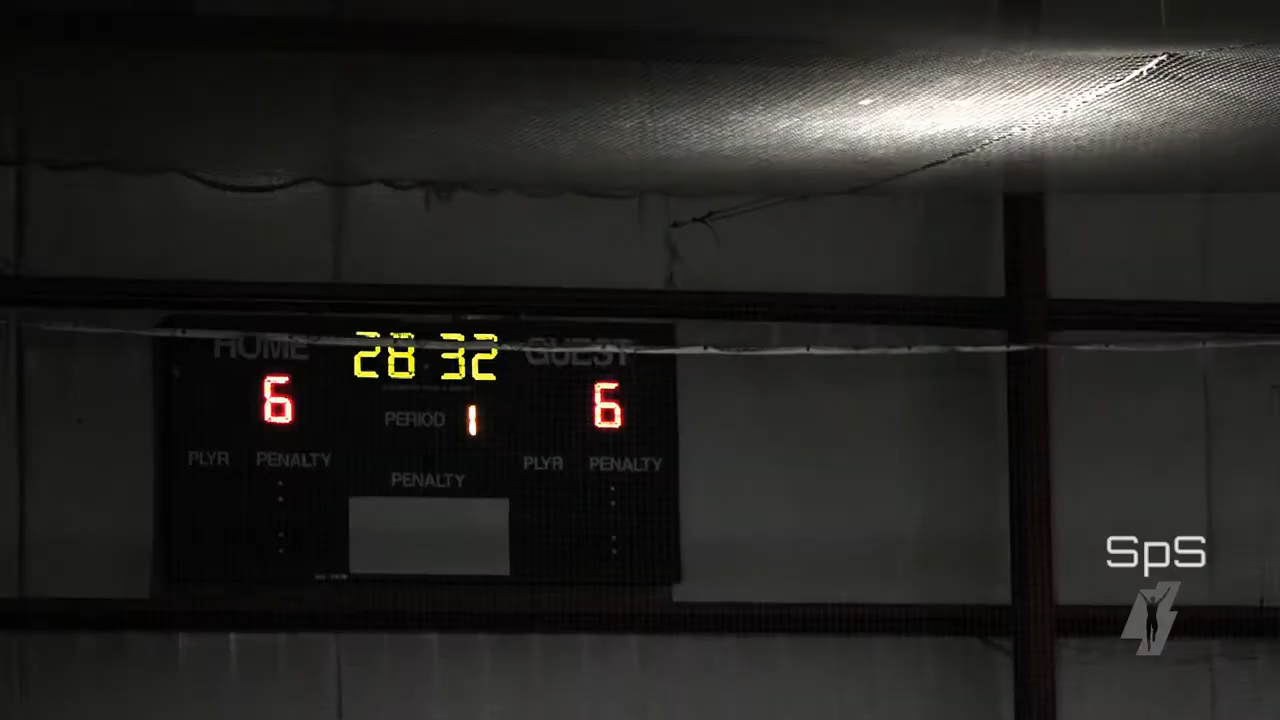 HOME 28 32 GUEST
6 PERIOD 1 6
PLYR PENALTY PENALTY PLYR PENALTY
SpS